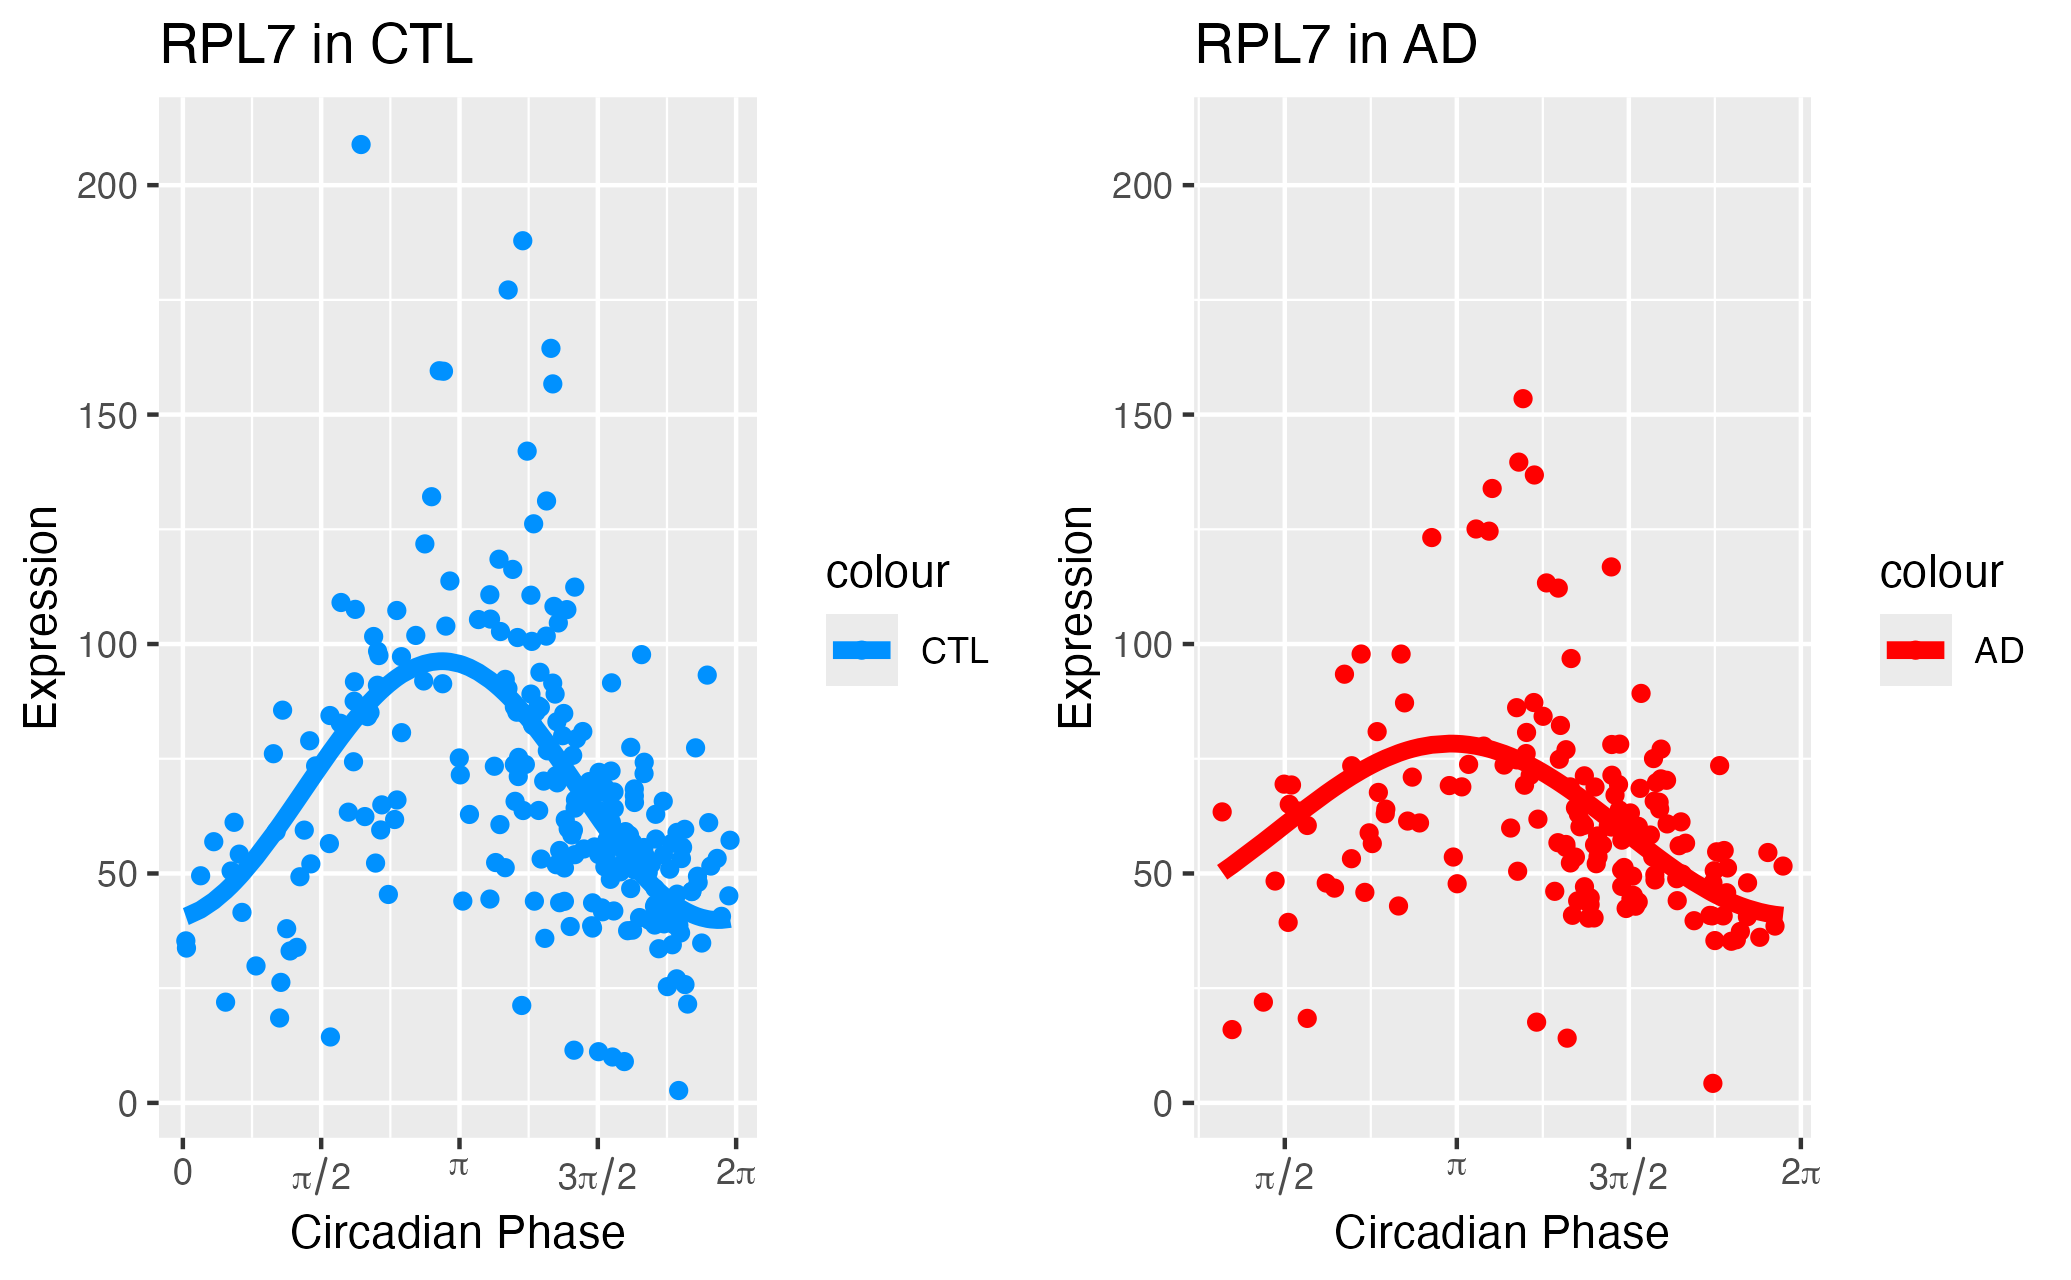 RPL7 in CTL
200
150
100
50
0
Expression
0 π/2 π 3π/2 2π
Circadian Phase
colour
CTL
RPL7 in AD
200
150
100
50
0
Expression
π/2 π 3π/2 2π
Circadian Phase
colour
AD